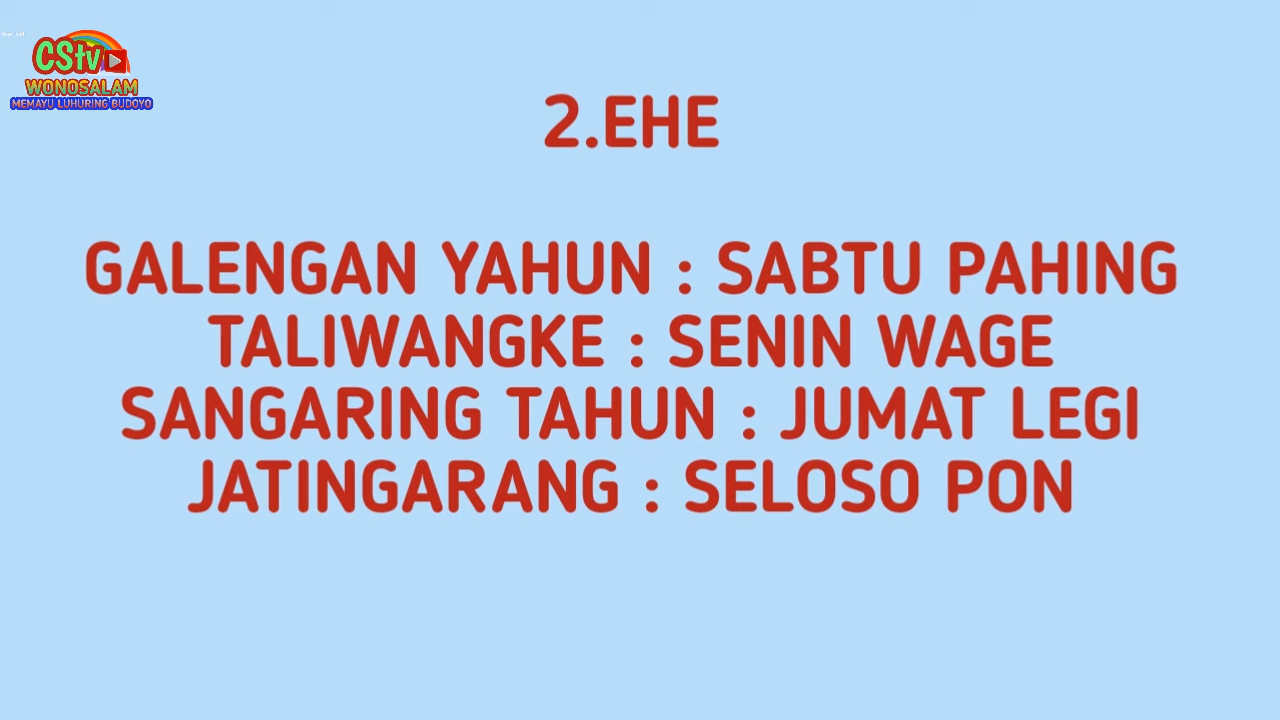 CStv
WONOSALAM
MEMAYU LUHURING BUDOYO
2.EHE
GALENGAN YAHUN : SABTU PAHING
TALIWANGKE : SENIN WAGE
SANGARING TAHUN : JUMAT LEGI
JATINGARANG : SELOSO PON